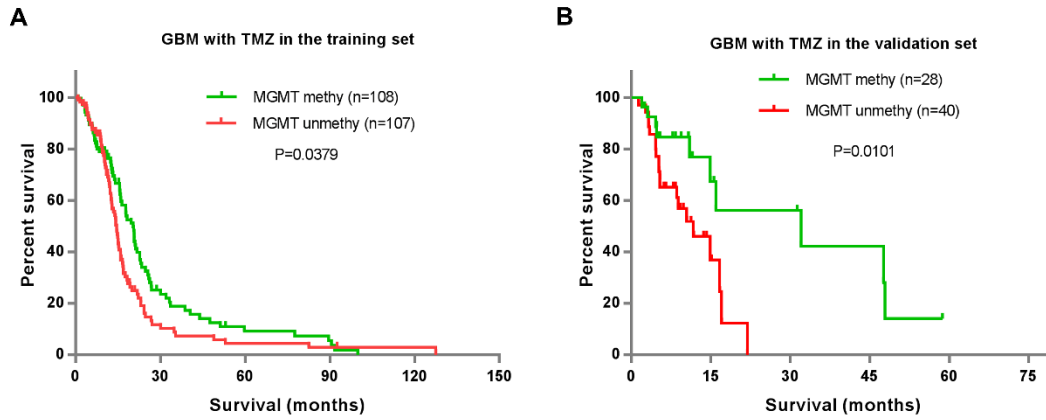 A
GBM with TMZ in the training set
MGMT methy (n=108)
MGMT unmethy (n=107)
P=0.0379
Percent survival
100
80
60
40
20
0
0 30 60 90 120 150
Survival (months)
B
GBM with TMZ in the validation set
MGMT methy (n=28)
MGMT unmethy (n=40)
P=0.0101
Percent survival
100
80
60
40
20
0
0 15 30 45 60 75
Survival (months)